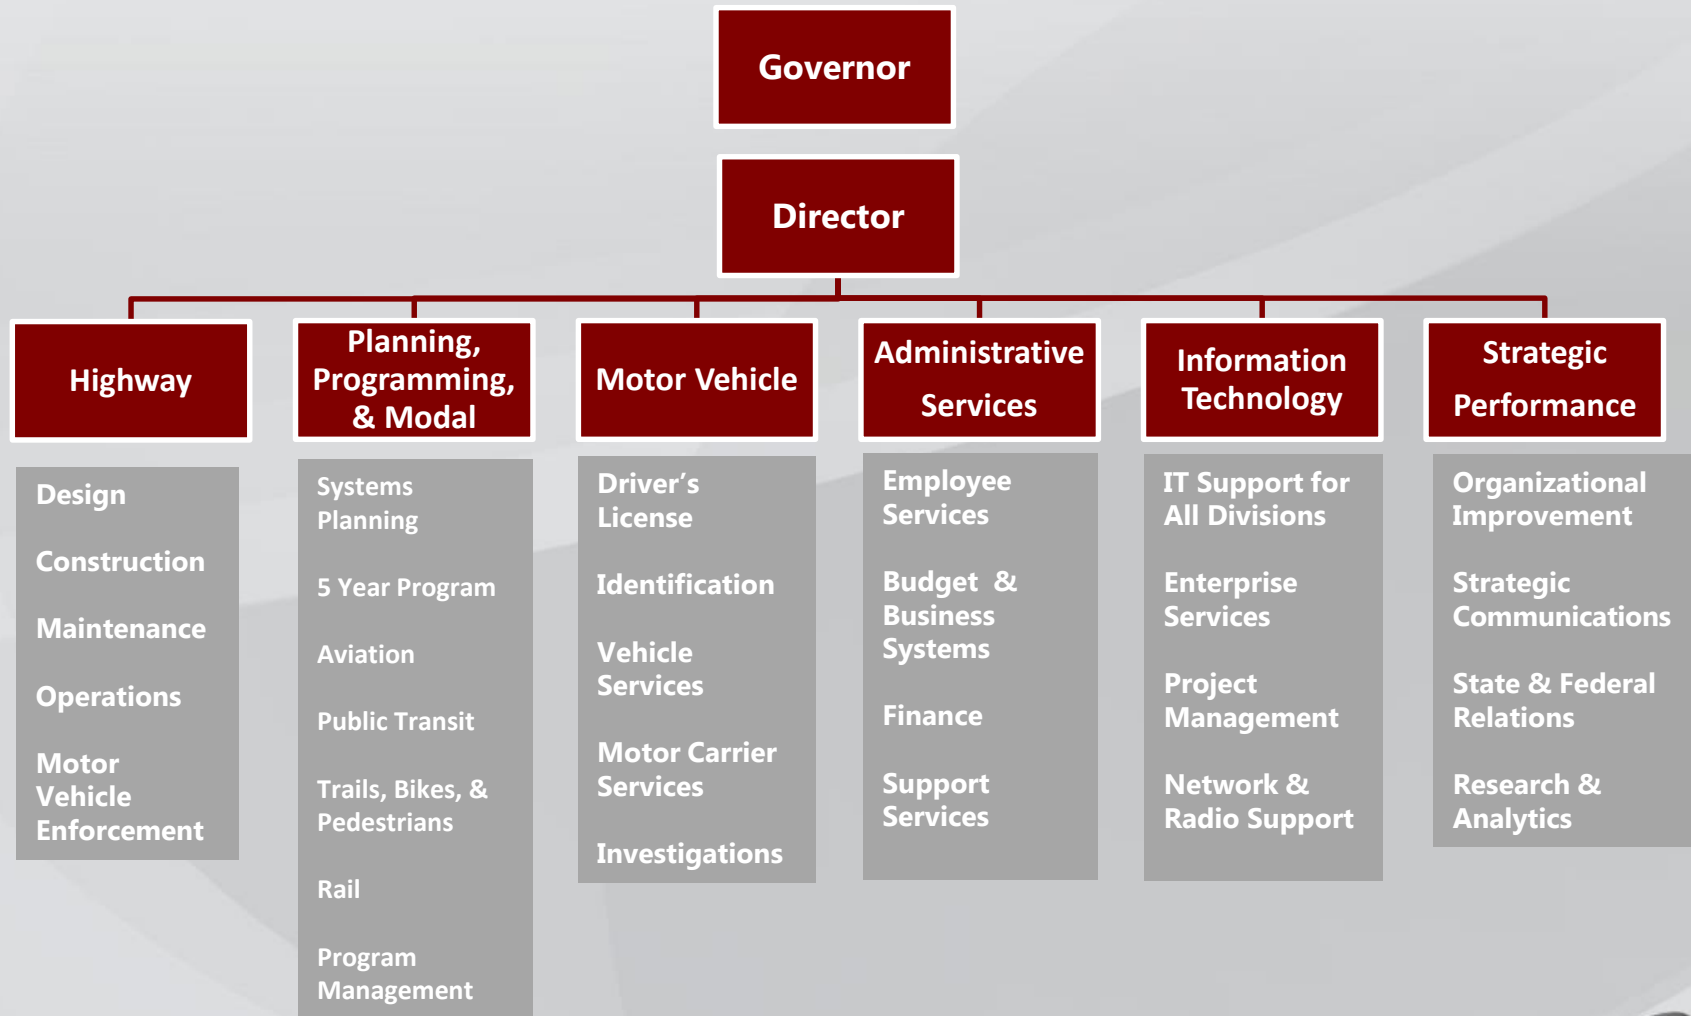 Governor
Director
Highway
Planning,
Programming,
& Modal
Motor Vehicle
Administrative
Services
Information
Technology
Strategic
Performance
Design
Construction
Maintenance
Operations
Motor
Vehicle
Enforcement
Systems
Planning
5 Year Program
Aviation
Public Transit
Trails, Bikes, &
Pedestrians
Rail
Program
Management
Driver’s
License
Identification
Vehicle
Services
Motor Carrier
Services
Investigations
Employee
Services
Budget &
Business
Systems
Finance
Support
Services
IT Support for
All Divisions
Enterprise
Services
Project
Management
Network &
Radio Support
Organizational
Improvement
Strategic
Communications
State & Federal
Relations
Research &
Analytics